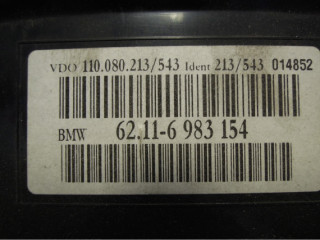 VDO 110.080.213/543 Ident 213/543 014852
BMW 62.11-6 983 154